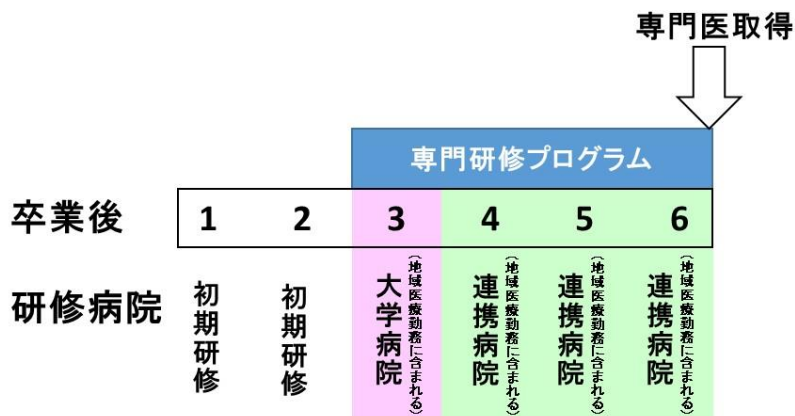 専門医取得
専門研修プログラム
卒業後 1 2 3 4 5 6
研修病院
初期研修
初期研修
大学病院
(地域医療勤務に含まれる)
連携病院
(地域医療勤務に含まれる)
連携病院
(地域医療勤務に含まれる)
連携病院
(地域医療勤務に含まれる)